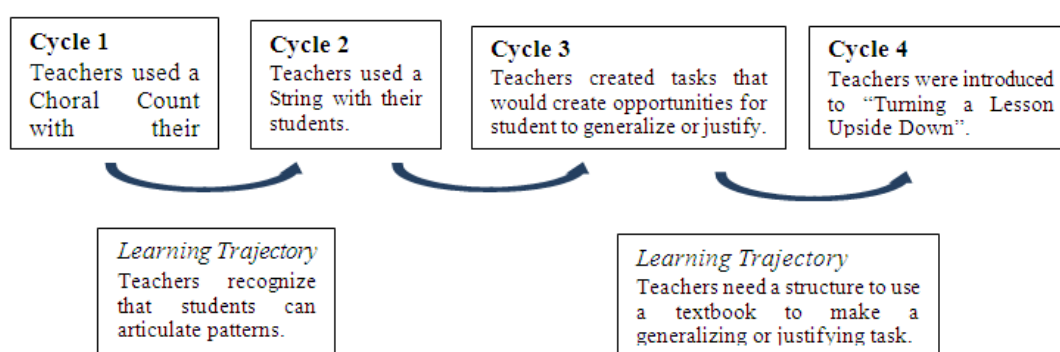 Cycle 1
Teachers used a
Choral Count
with their
Cycle 2
Teachers used a
String with their
students.
Cycle 3
Teachers created tasks that
would create opportunities for
student to generalize or justify.
Cycle 4
Teachers were introduced
to “Turning a Lesson
Upside Down”.
Learning Trajectory
Teachers recognize
that students can
articulate patterns.
Learning Trajectory
Teachers need a structure to use
a textbook to make a
generalizing or justifying task.